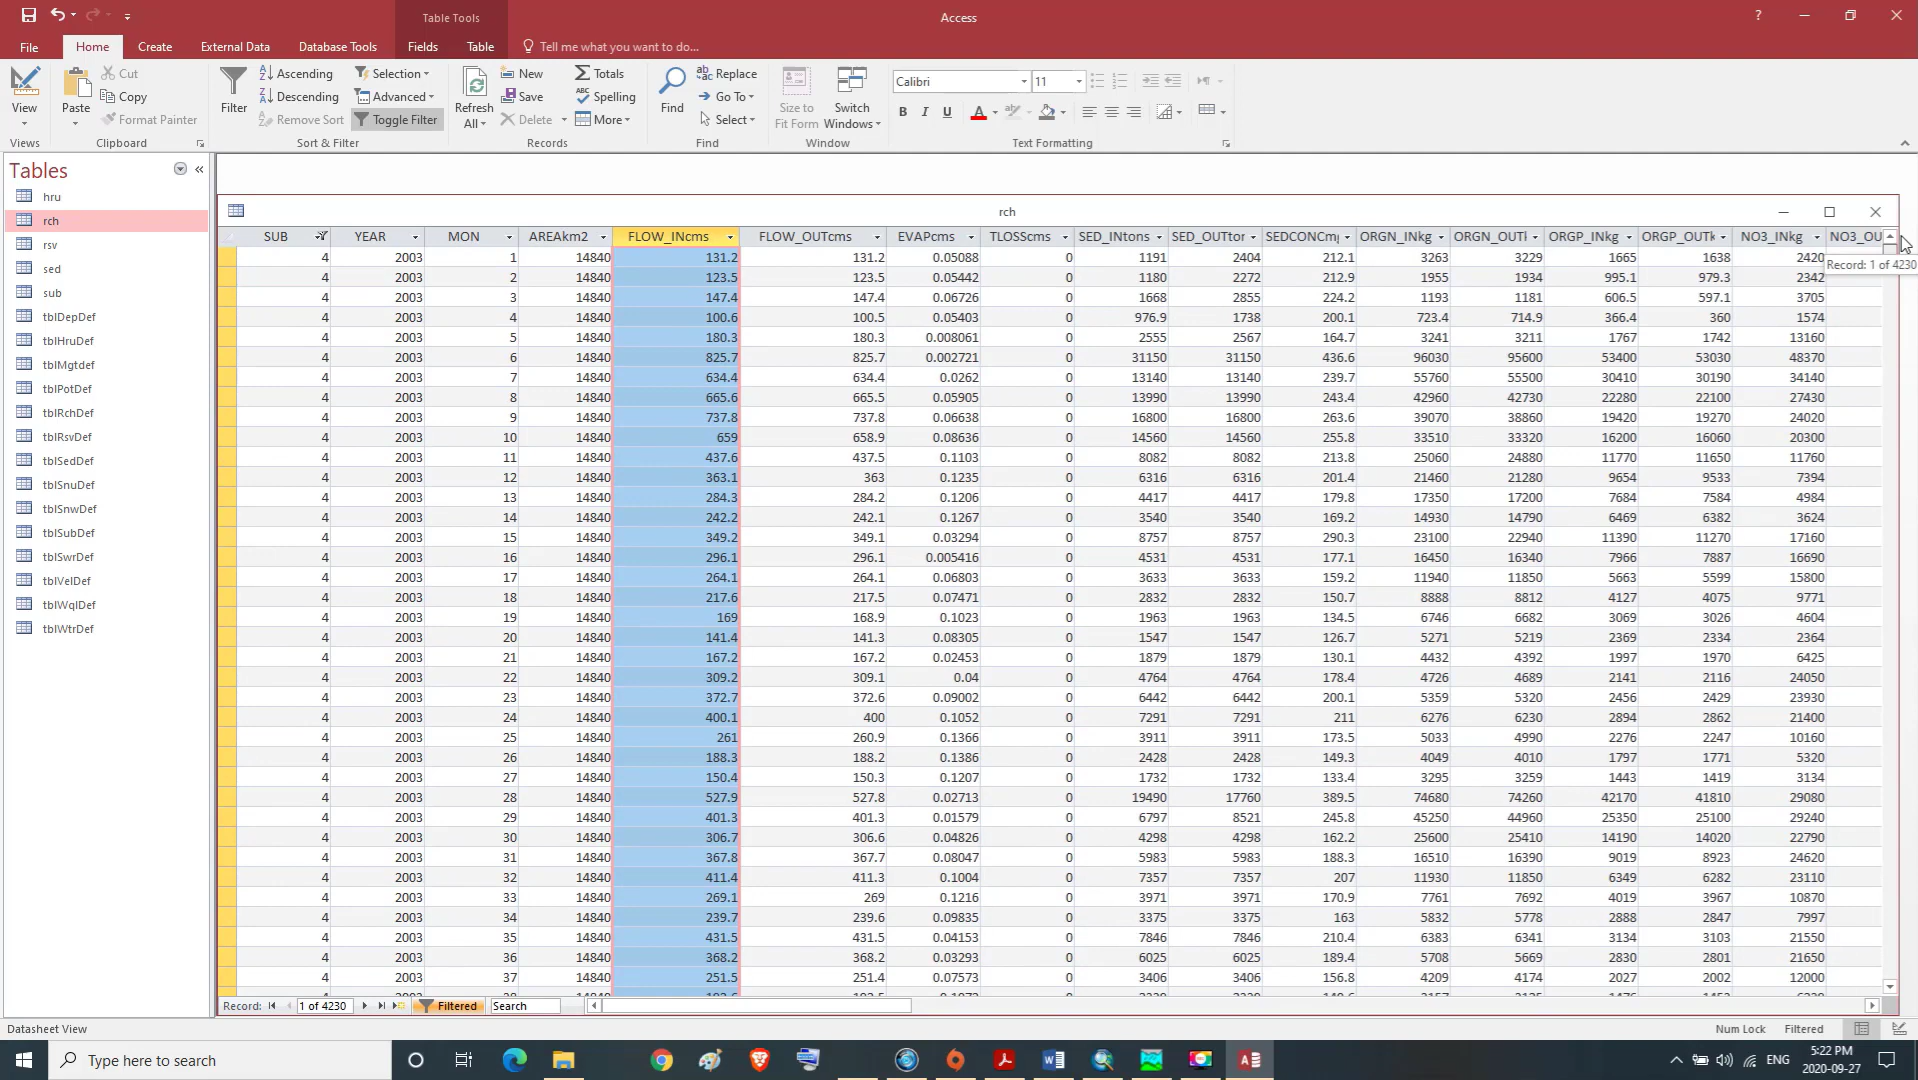 Table Tools
Access
?
File
Home
Create
External Data
Database Tools
Fields
Table
Tell me what you want to do...
View
Views
Paste
Cut
Copy
Format Painter
Clipboard
Filter
Ascending
Descending
Remove Sort
Selection
Advanced
Toggle Filter
Sort & Filter
Refresh
All
New
Save
Delete
Totals
Spelling
More
Records
Find
Replace
Go To
Select
Find
Size to
Fit Form
Switch
Windows
Window
Calibri
11
B I U
Text Formatting
Tables
hru
rch
rsv
sed
sub
tblDepDef
tblHruDef
tblMgtdef
tblPotDef
tblRchDef
tblRsvDef
tblSedDef
tblSnuDef
tblSnwDef
tblSubDef
tblSwrDef
tblVelDef
tblWqlDef
tblWtrDef
rch
SUB YEAR MON AREAkm2 FLOW_INcms FLOW_OUTcms EVAPcms TLOSScms SED_INtons SED_OUTtor SEDCONCmg ORGN_INkg ORGN_OUTl ORGP_INkg ORGP_OUTk NO3_INkg NO3_OU
4 2003 1 14840 131.2 131.2 0.05088 0 1191 2404 212.1 3263 3229 1665 1638 2420
Record: 1 of 4230
4 2003 2 14840 123.5 123.5 0.05442 0 1180 2272 212.9 1955 1934 995.1 979.3 2342
4 2003 3 14840 147.4 147.4 0.06726 0 1668 2855 224.2 1193 1181 606.5 597.1 3705
4 2003 4 14840 100.6 100.5 0.05403 0 976.9 1738 200.1 723.4 714.9 366.4 360 1574
4 2003 5 14840 180.3 180.3 0.008061 0 2555 2567 164.7 3241 3211 1767 1742 13160
4 2003 6 14840 825.7 825.7 0.002721 0 31150 31150 436.6 96030 95600 53400 53030 48370
4 2003 7 14840 634.4 634.4 0.0262 0 13140 13140 239.7 55760 55500 30410 30190 34140
4 2003 8 14840 665.6 665.5 0.05905 0 13990 13990 243.4 42960 42730 22280 22100 27430
4 2003 9 14840 737.8 737.8 0.06638 0 16800 16800 263.6 39070 38860 19420 19270 24020
4 2003 10 14840 659 658.9 0.08636 0 14560 14560 255.8 33510 33320 16200 16060 20300
4 2003 11 14840 437.6 437.5 0.1103 0 8082 8082 213.8 25060 24880 11770 11650 11760
4 2003 12 14840 363.1 363 0.1235 0 6316 6316 201.4 21460 21280 9654 9533 7394
4 2003 13 14840 284.3 284.2 0.1206 0 4417 4417 179.8 17350 17200 7684 7584 4984
4 2003 14 14840 242.2 242.1 0.1267 0 3540 3540 169.2 14930 14790 6469 6382 3624
4 2003 15 14840 349.2 349.1 0.03294 0 8757 8757 290.3 23100 22940 11390 11270 17160
4 2003 16 14840 296.1 296.1 0.005416 0 4531 4531 177.1 16450 16340 7966 7887 16690
4 2003 17 14840 264.1 264.1 0.06803 0 3633 3633 159.2 11940 11850 5663 5599 15800
4 2003 18 14840 217.6 217.5 0.07471 0 2832 2832 150.7 8888 8812 4127 4075 9771
4 2003 19 14840 169 168.9 0.1023 0 1963 1963 134.5 6746 6682 3069 3026 4604
4 2003 20 14840 141.4 141.3 0.08305 0 1547 1547 126.7 5271 5219 2369 2334 2364
4 2003 21 14840 167.2 167.2 0.02453 0 1879 1879 130.1 4432 4392 1997 1970 6425
4 2003 22 14840 309.2 309.1 0.04 0 4764 4764 178.4 4726 4689 2141 2116 24050
4 2003 23 14840 372.7 372.6 0.09002 0 6442 6442 200.1 5359 5320 2456 2429 23930
4 2003 24 14840 400.1 400 0.1052 0 7291 7291 211 6276 6230 2894 2862 21400
4 2003 25 14840 261 260.9 0.1366 0 3911 3911 173.5 5033 4990 2276 2247 10160
4 2003 26 14840 188.3 188.2 0.1386 0 2428 2428 149.3 4049 4010 1797 1771 5320
4 2003 27 14840 150.4 150.3 0.1207 0 1732 1732 133.4 3295 3259 1443 1419 3134
4 2003 28 14840 527.9 527.8 0.02713 0 19490 17760 389.5 74680 74260 42170 41810 29080
4 2003 29 14840 401.3 401.3 0.01579 0 6797 8521 245.8 45250 44960 25350 25100 29240
4 2003 30 14840 306.7 306.6 0.04826 0 4298 4298 162.2 25600 25410 14190 14020 22790
4 2003 31 14840 367.8 367.7 0.08047 0 5983 5983 188.3 16510 16390 9019 8923 24620
4 2003 32 14840 411.4 411.3 0.1004 0 7357 7357 207 11930 11850 6349 6282 23110
4 2003 33 14840 269.1 269 0.1216 0 3971 3971 170.9 7761 7692 4019 3967 10870
4 2003 34 14840 239.7 239.6 0.09835 0 3375 3375 163 5832 5778 2888 2847 7997
4 2003 35 14840 431.5 431.5 0.04153 0 7846 7846 210.4 6383 6341 3134 3103 21550
4 2003 36 14840 368.2 368.2 0.03293 0 6025 6025 189.4 5708 5669 2830 2801 21650
4 2003 37 14840 251.5 251.4 0.07573 0 3406 3406 156.8 4209 4174 2027 2002 12000
Record: 1 of 4230 Filtered Search
Datasheet View
Num Lock
Filtered
Type here to search
ENG
5:22 PM
2020-09-27